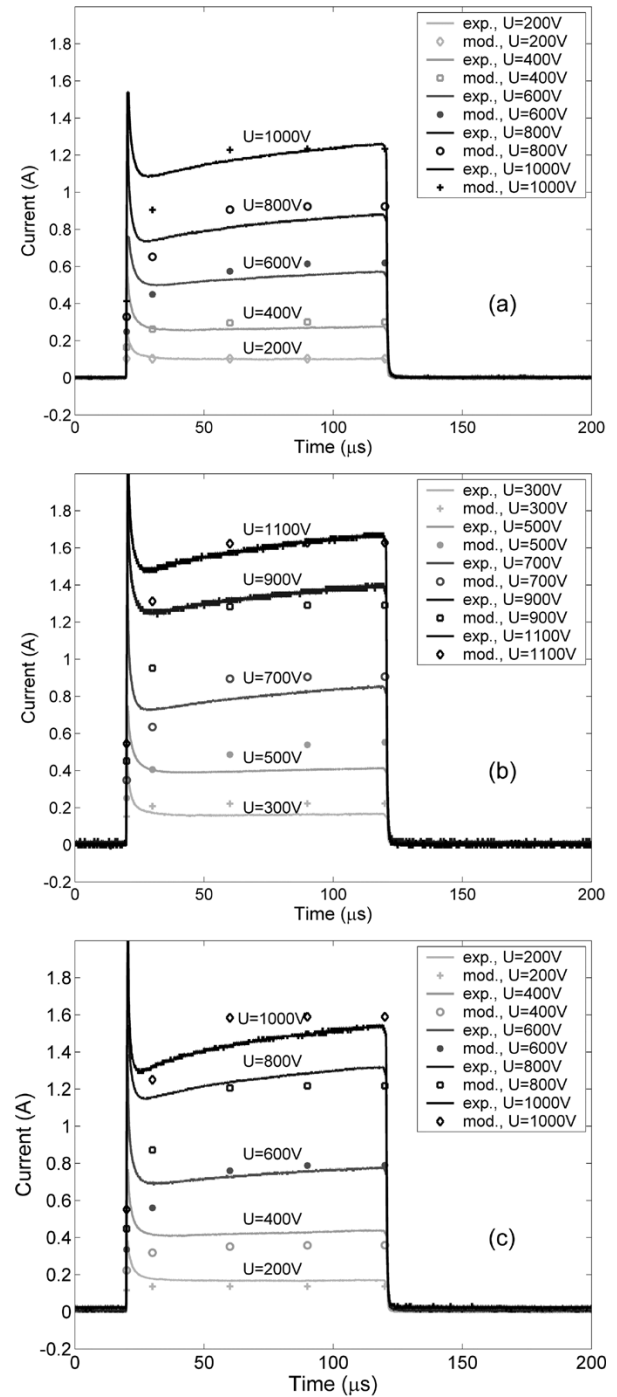 1.8
1.6
1.4
1.2
1
0.8
0.6
0.4
0.2
0
-0.2
Current (A)
0
50
100
150
200
Time (μs)
U=1000V
U=800V
U=600V
U=400V
U=200V
exp., U=200V
mod., U=200V
exp., U=400V
mod., U=400V
exp., U=600V
mod., U=600V
exp., U=800V
mod., U=800V
exp., U=1000V
mod., U=1000V
(a)
1.8
1.6
1.4
1.2
1
0.8
0.6
0.4
0.2
0
-0.2
Current (A)
0
50
100
150
200
Time (μs)
U=1100V
U=900V
U=700V
U=500V
U=300V
exp., U=300V
mod., U=300V
exp., U=500V
mod., U=500V
exp., U=700V
mod., U=700V
exp., U=900V
mod., U=900V
exp., U=1100V
mod., U=1100V
(b)
1.8
1.6
1.4
1.2
1
0.8
0.6
0.4
0.2
0
0.2
Current (A)
0
50
100
150
200
Time (μs)
U=1000V
U=800V
U=600V
U=400V
U=200V
exp., U=200V
mod., U=200V
exp., U=400V
mod., U=400V
exp., U=600V
mod., U=600V
exp., U=800V
mod., U=800V
exp., U=1000V
mod., U=1000V
(c)